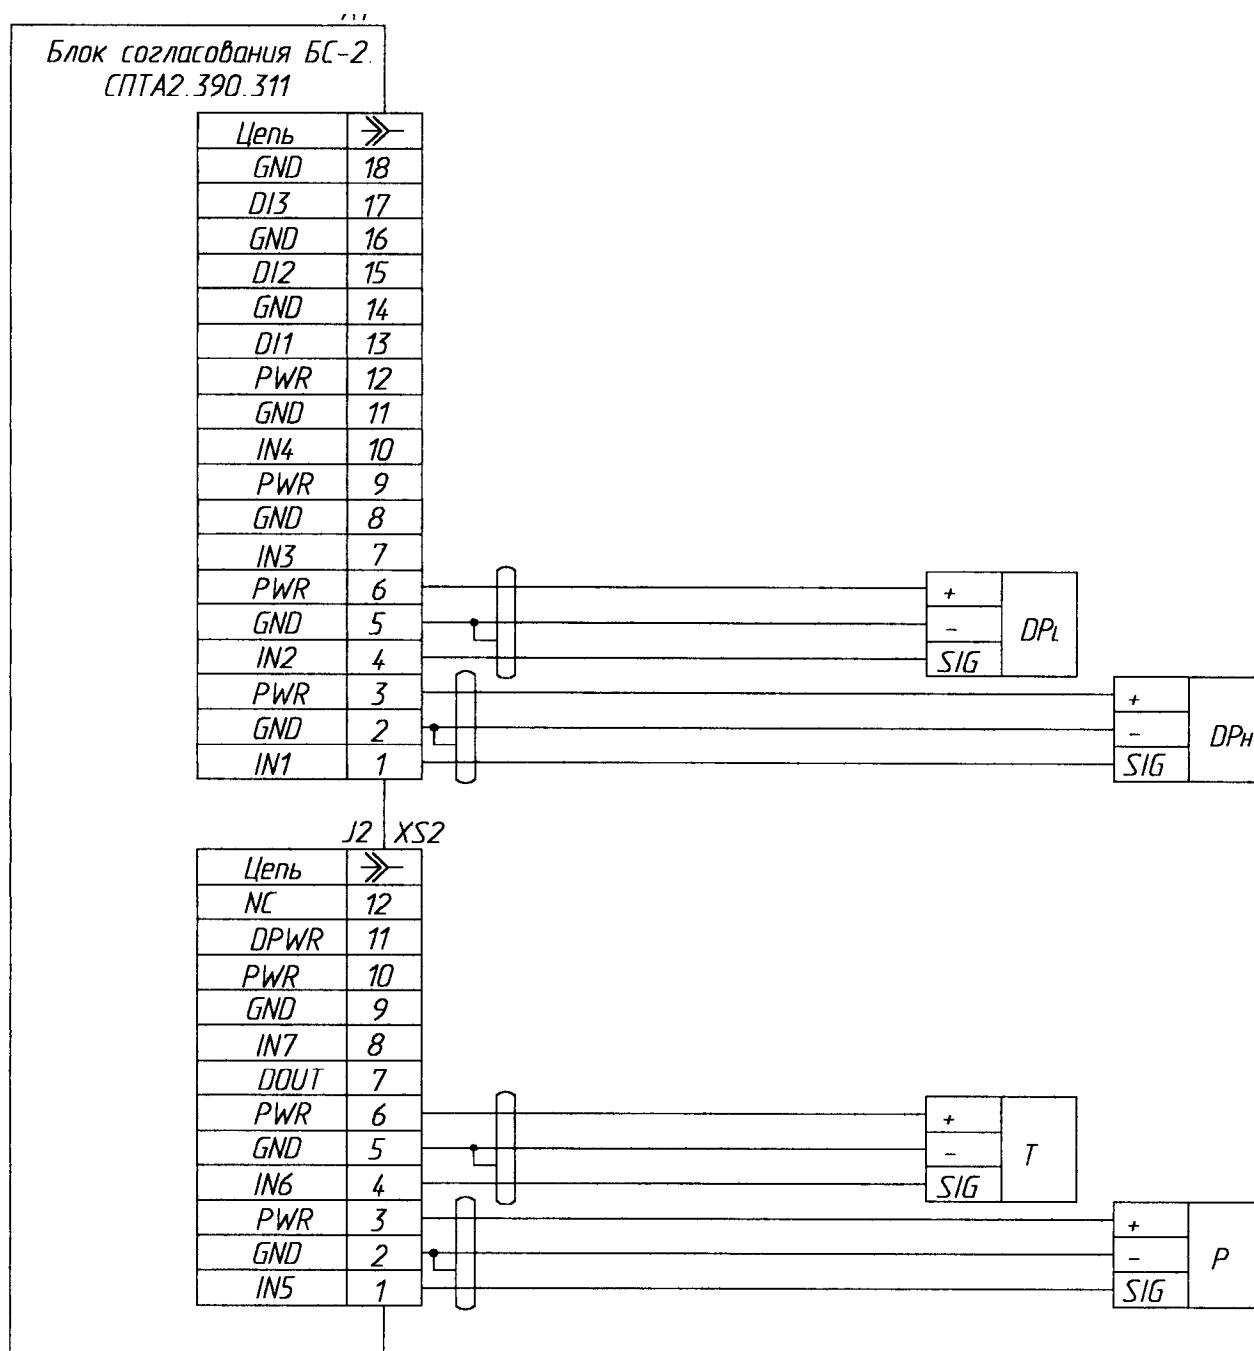 Блок согласования БС-2.
СПТА2.390.311
Цепь
GND 18
DI3 17
GND 16
DI2 15
GND 14
DI1 13
PWR 12
GND 11
IN4 10
PWR 9
GND 8
IN3 7
PWR 6
GND 5
IN2 4
PWR 3
GND 2
IN1 1
+
-
SIG
DPL
+
-
SIG
DPH
J2 XS2
Цепь
NC 12
DPWR 11
PWR 10
GND 9
IN7 8
DOUT 7
PWR 6
GND 5
IN6 4
PWR 3
GND 2
IN5 1
+
-
SIG
T
+
-
SIG
P